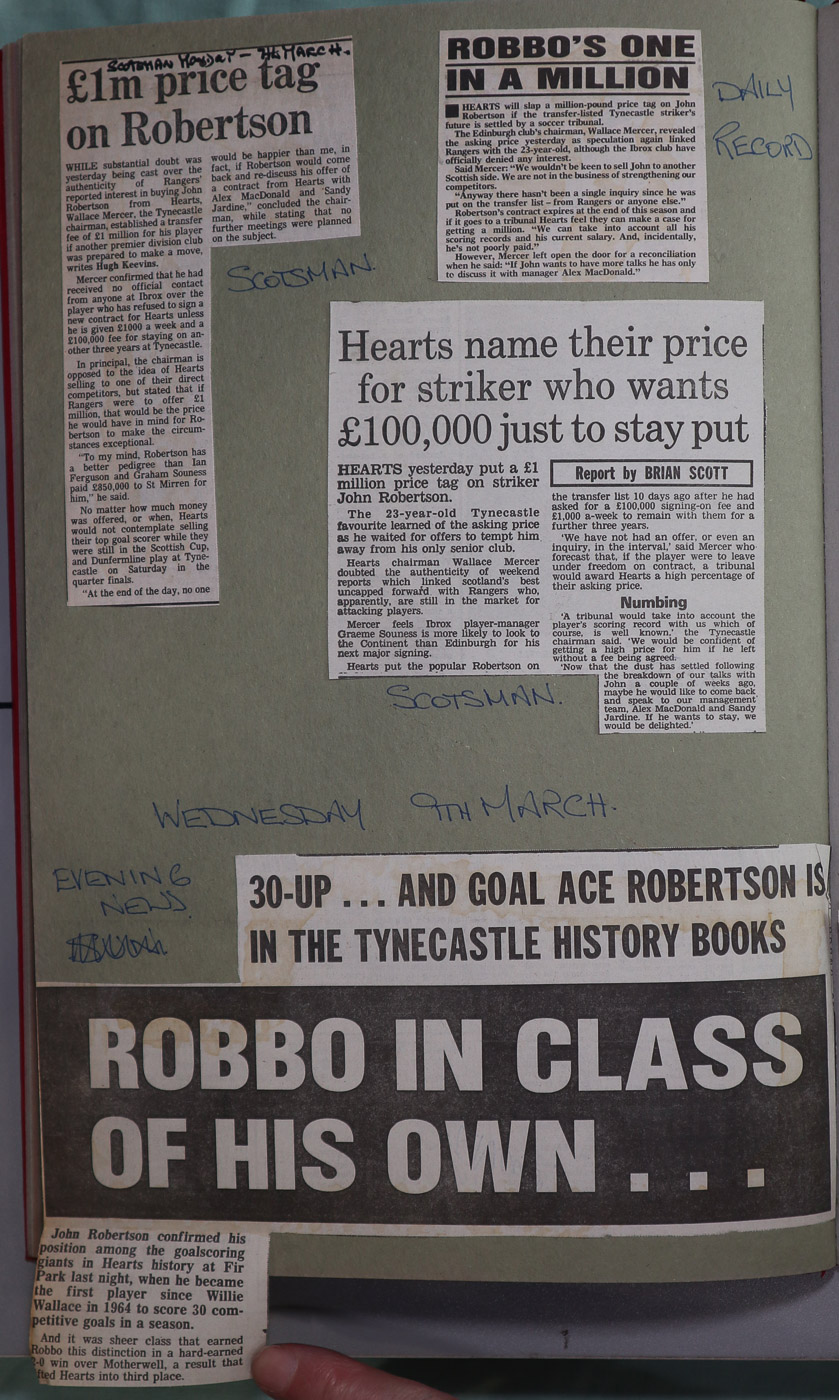 SCOTSMAN MONDAY - 7th MARCH.
£1m price tag
on Robertson
WHILE substantial doubt was
yesterday being cast over the
authenticity of Rangers'
reported interest in buying John
Robertson from Hearts,
Wallace Mercer, the Tynecastle
chairman, established a transfer
fee of £1 million for his player
if another premier division club
was prepared to make a move,
writes Hugh Keevins.
Mercer confirmed that he had
received no official contact
from anyone at Ibrox over the
player who has refused to sign a
new contract for Hearts unless
he is given £1000 a week and a
£100,000 fee for staying on an-
other three years at Tynecastle.
In principal, the chairman is
opposed to the idea of Hearts
selling to one of their direct
competitors, but stated that if
Rangers were to offer £1
million, that would be the price
he would have in mind for Ro-
bertson to make the circum-
stances exceptional.
"To my mind, Robertson has
a better pedigree than Ian
Ferguson and Graham Souness
paid £850,000 to St Mirren for
him," he said.
No matter how much money
was offered, or when, Hearts
would not contemplate selling
their top goal scorer while they
were still in the Scottish Cup,
and Dunfermline play at Tyne-
castle on Saturday in the
quarter finals.
"At the end of the day, no one
would be happier than me, in
fact, if Robertson would come
back and re-discuss his offer of
a contract from Hearts with
Alex MacDonald and Sandy
Jardine," concluded the chair-
man, while stating that no
further meetings were planned
on the subject.
SCOTSMAN.
ROBBO'S ONE
IN A MILLION
HEARTS will slap a million-pound price tag on John
Robertson if the transfer-listed Tynecastle striker's
future is settled by a soccer tribunal.
The Edinburgh club's chairman, Wallace Mercer, revealed
the asking price yesterday as speculation again linked
Rangers with the 23-year-old, although the Ibrox club have
officially denied any interest.
Said Mercer: "We wouldn't be keen to sell John to another
Scottish side. We are not in the business of strengthening our
competitors.
"Anyway there hasn't been a single inquiry since he was
put on the transfer list – from Rangers or anyone else."
Robertson's contract expires at the end of this season and
if it goes to a tribunal Hearts feel they can make a case for
getting a million. "We can take into account all his
scoring records and his current salary. And, incidentally,
he's not poorly paid."
However, Mercer left open the door for a reconciliation
when he said: "If John wants to have more talks he has only
to discuss it with manager Alex MacDonald."
DAILY
RECORD
Hearts name their price
for striker who wants
£100,000 just to stay put
HEARTS yesterday put a £1
million price tag on striker
John Robertson.
The 23-year-old Tynecastle
favourite learned of the asking price
as he waited for offers to tempt him
away from his only senior club.
Hearts chairman Wallace Mercer
doubted the authenticity of weekend
reports which linked scotland's best
uncapped forward with Rangers who,
apparently, are still in the market for
attacking players.
Mercer feels Ibrox player-manager
Graeme Souness is more likely to look to
the Continent than Edinburgh for his
next major signing.
Hearts put the popular Robertson on
Report by BRIAN SCOTT
the transfer list 10 days ago after he had
asked for a £100,000 signing-on fee and
£1,000 a-week to remain with them for a
further three years.
'We have not had an offer, or even an
inquiry, in the interval,' said Mercer who
forecast that, if the player were to leave
under freedom on contract, a tribunal
would award Hearts a high percentage of
their asking price.
Numbing
'A tribunal would take into account the
player's scoring record with us which of
course, is well known,' the Tynecastle
chairman said. 'We would be confident of
getting a high price for him if he left
without a fee being agreed.
'Now that the dust has settled following
the breakdown of our talks with
John a couple of weeks ago,
maybe he would like to come back
and speak to our management
team, Alex MacDonald and Sandy
Jardine. If he wants to stay, we
would be delighted.'
SCOTSMAN.
WEDNESDAY 9TH MARCH.
EVENING
NEWS
30-UP ... AND GOAL ACE ROBERTSON IS
IN THE TYNECASTLE HISTORY BOOKS
ROBBO IN CLASS
OF HIS OWN ...
John Robertson confirmed his
position among the goalscoring
giants in Hearts history at Fir
Park last night, when he became
the first player since Willie
Wallace in 1964 to score 30 com-
petitive goals in a season.
And it was sheer class that earned
Robbo this distinction in a hard-earned
-0 win over Motherwell, a result that
Hearts into third place.